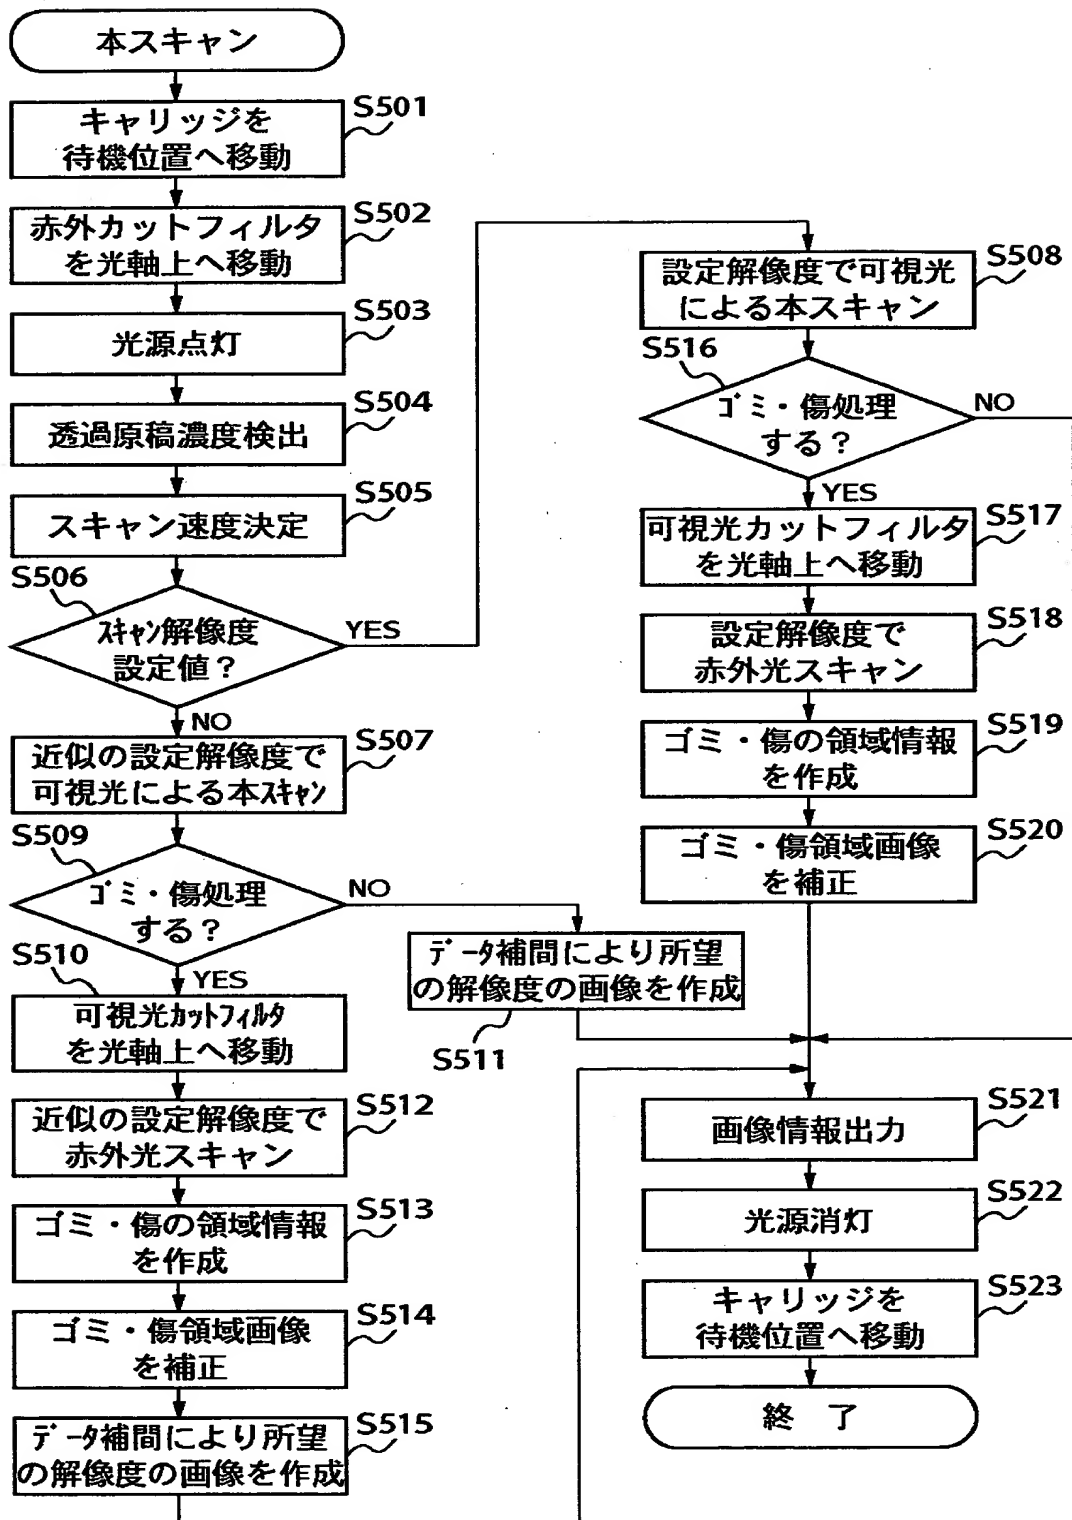 本スキャン
S501
キャリッジを
待機位置へ移動
S502
赤外カットフィルタ
を光軸上へ移動
S503
光源点灯
S504
透過原稿濃度検出
S505
スキャン速度決定
S506
ｽｷｬﾝ解像度
設定値？
YES
NO
S507
近似の設定解像度で
可視光による本ｽｷｬﾝ
S509
ゴミ・傷処理
する？
NO
YES
S510
可視光ｶｯﾄﾌｨﾙﾀ
を光軸上へ移動
S511
データ補間により所望
の解像度の画像を作成
S512
近似の設定解像度で
赤外光スキャン
S513
ゴミ・傷の領域情報
を作成
S514
ゴミ・傷領域画像
を補正
S515
データ補間により所望
の解像度の画像を作成
S508
設定解像度で可視光
による本スキャン
S516
ゴミ・傷処理
する？
NO
YES
S517
可視光カットフィルタ
を光軸上へ移動
S518
設定解像度で
赤外光スキャン
S519
ゴミ・傷の領域情報
を作成
S520
ゴミ・傷領域画像
を補正
S521
画像情報出力
S522
光源消灯
S523
キャリッジを
待機位置へ移動
終 了